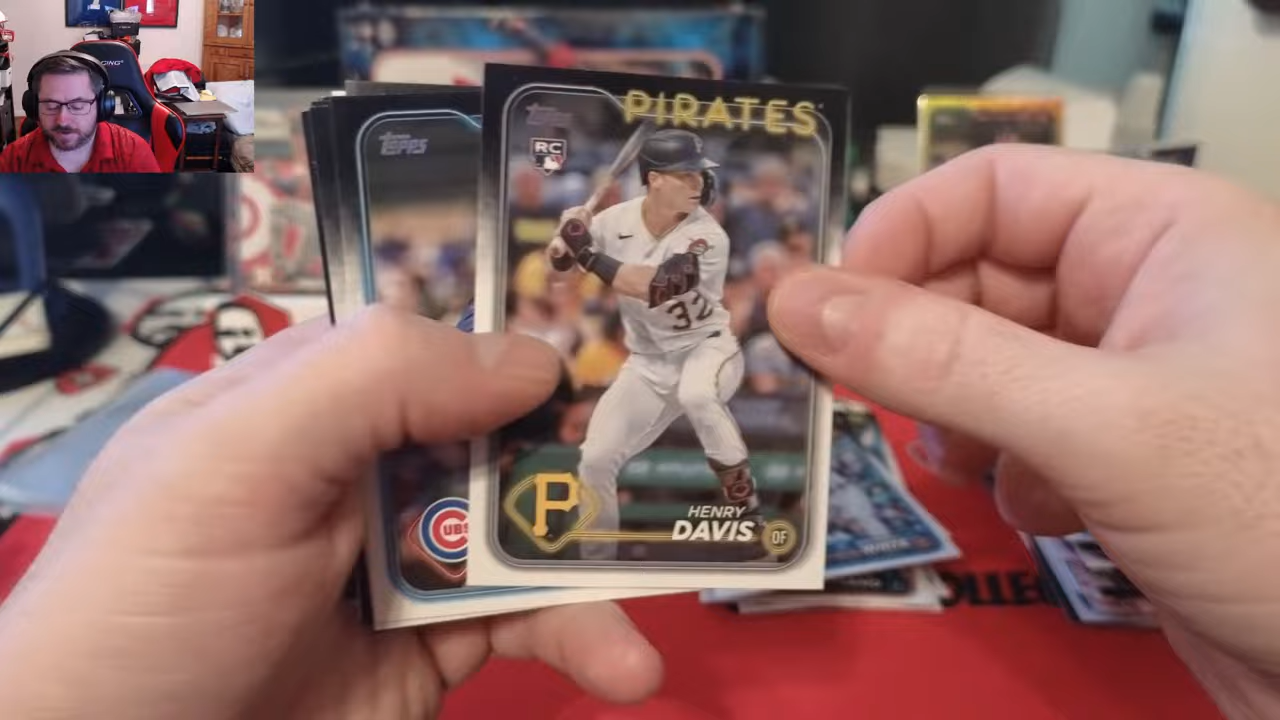 PIRATES
TOPPS
TOPPS
RC
32
P
CUBS
HENRY
DAVIS
OF